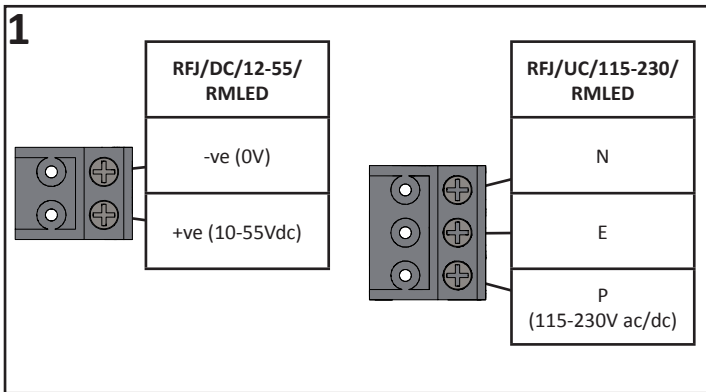 1
RFJ/DC/12-55/
RMLED
-ve (0V)
+ve (10-55Vdc)
RFJ/UC/115-230/
RMLED
N
E
P
(115-230V ac/dc)